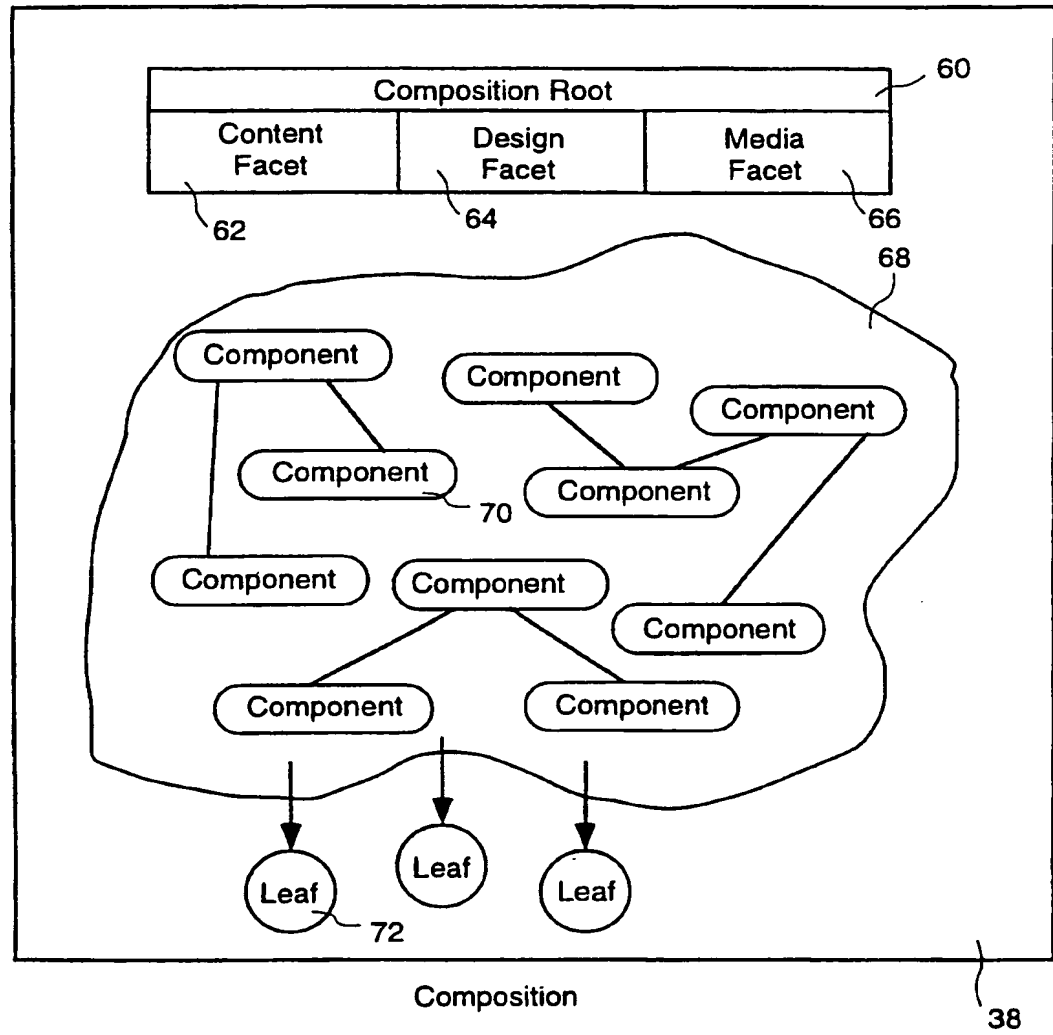 60
Composition Root
Content
Facet
Design
Facet
Media
Facet
62
64
66
68
Component
Component
Component
Component
70
Component
Component
Component
Component
Component
Component
Leaf
Leaf
Leaf
72
Composition
38